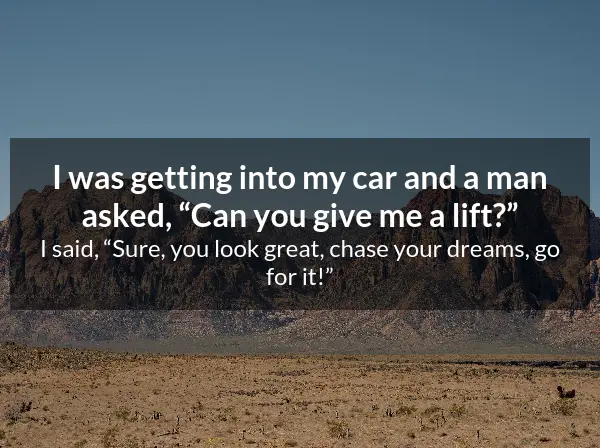 I was getting into my car and a man
asked, “Can you give me a lift?”
I said, “Sure, you look great, chase your dreams, go
for it!”